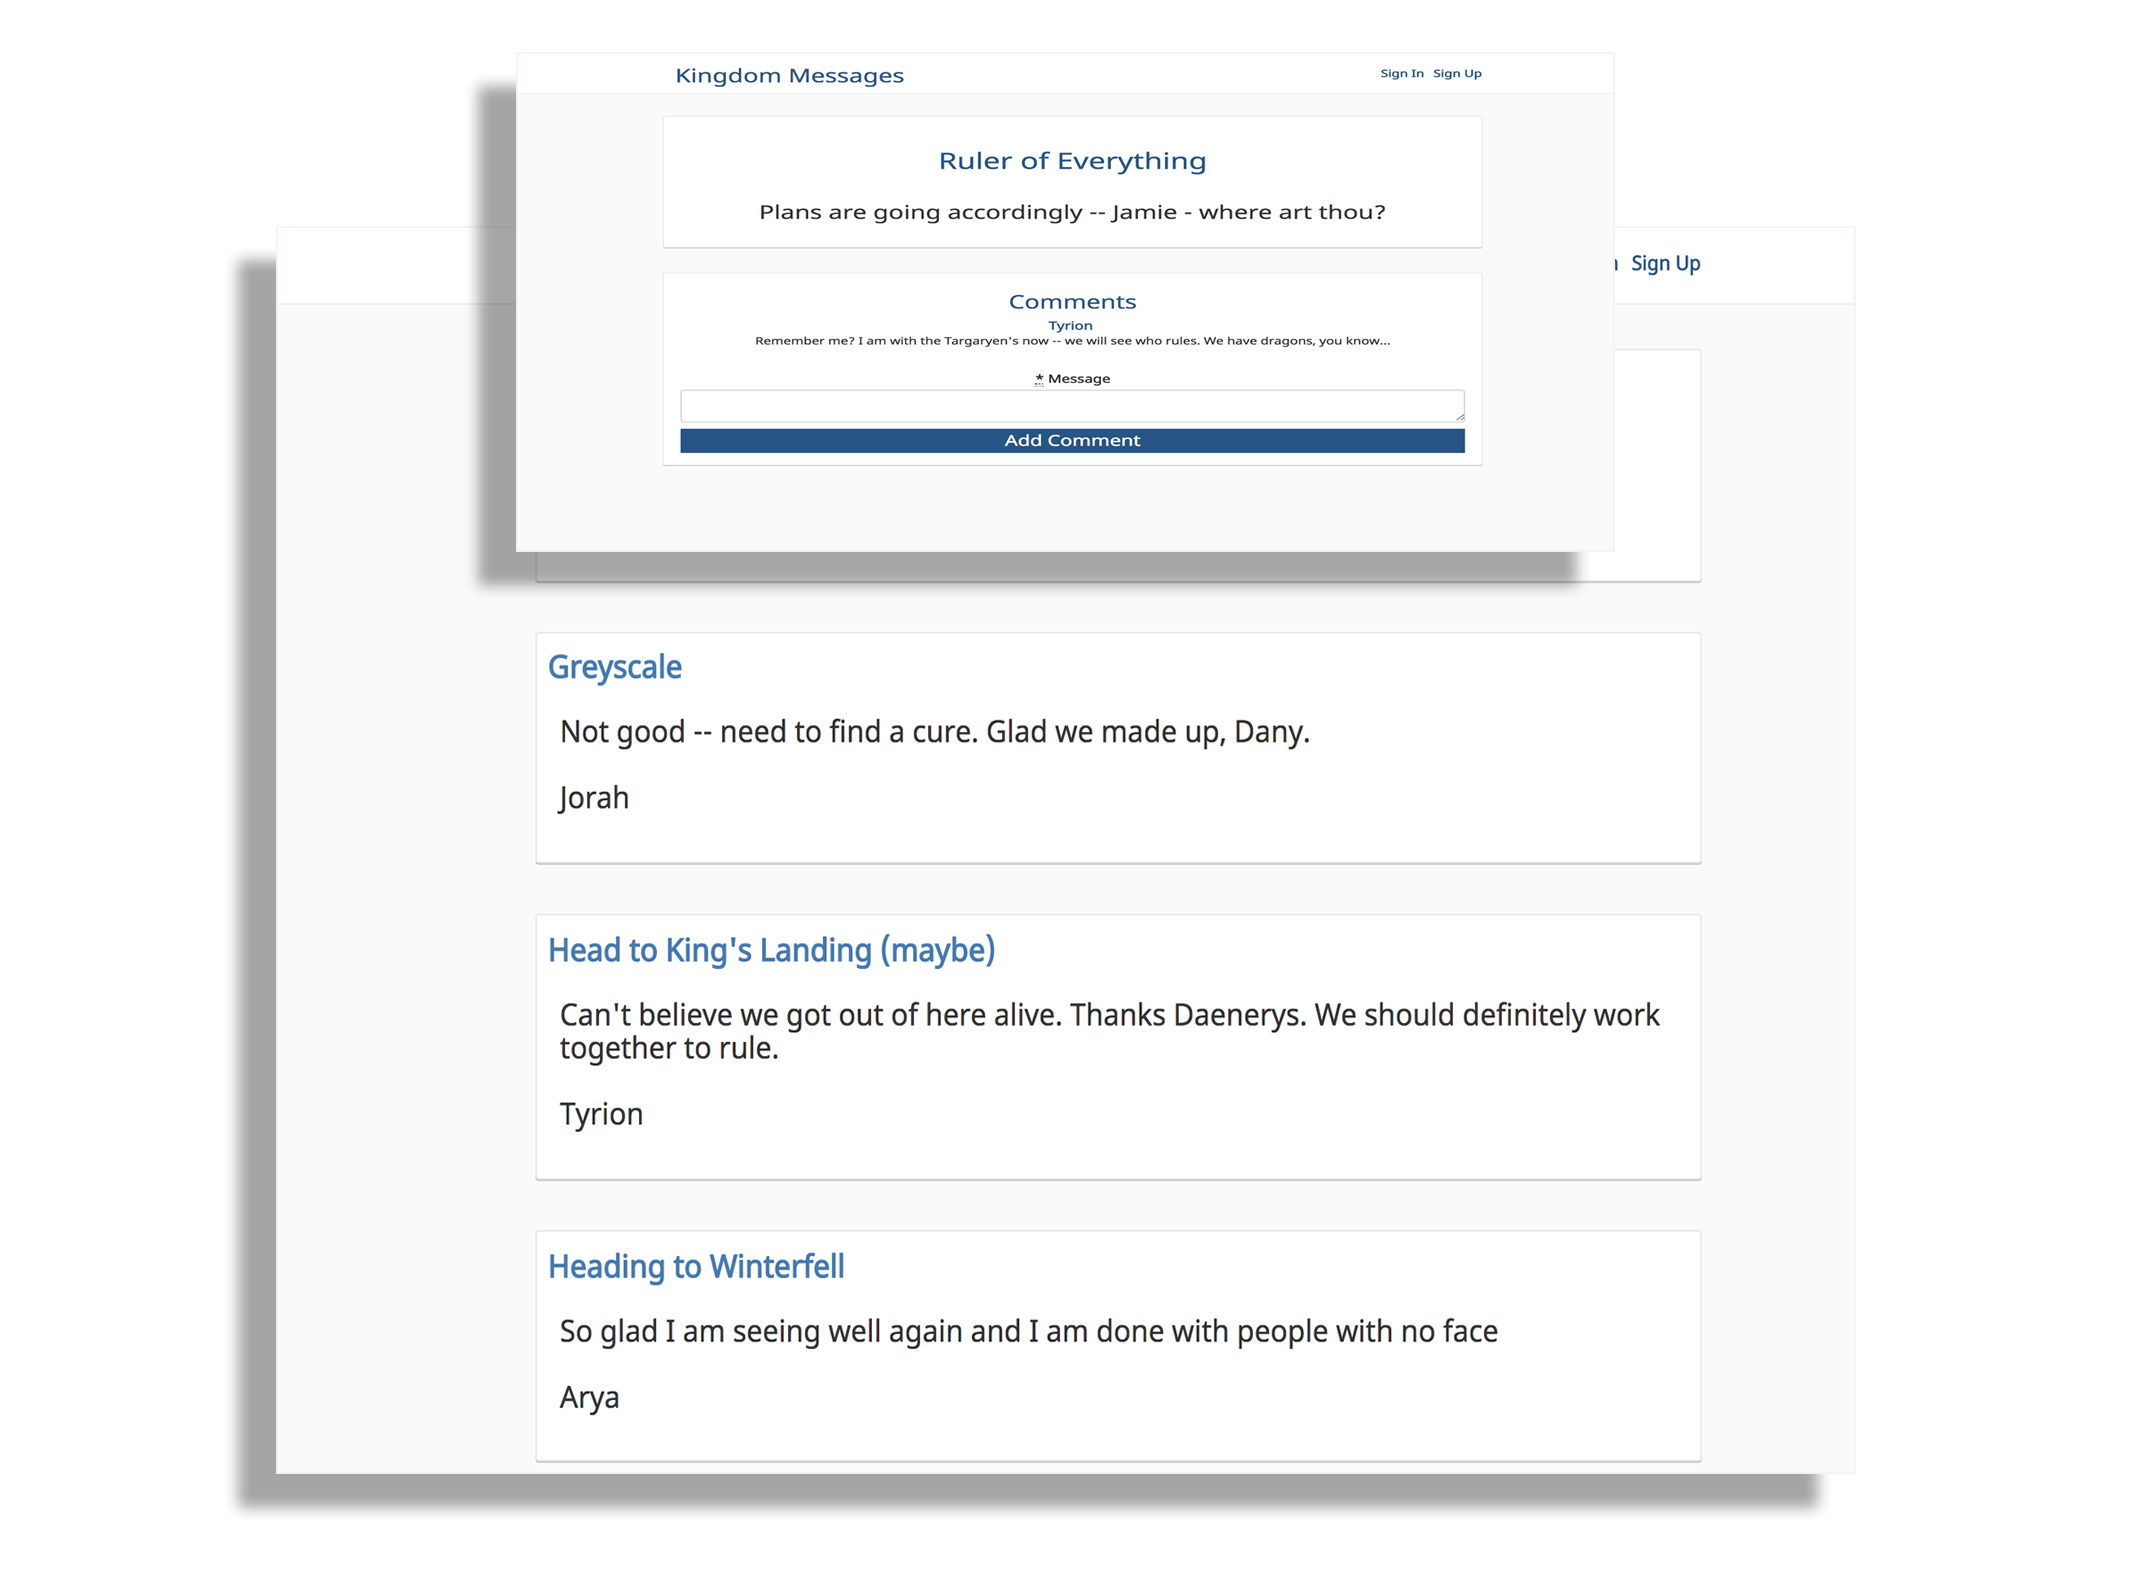 Kingdom Messages
Sign In Sign Up
Ruler of Everything
Plans are going accordingly -- Jamie - where art thou?
Comments
Tyrion
Remember me? I am with the Targaryen's now -- we will see who rules. We have dragons, you know...
* Message
Add Comment
Sign Up
Greyscale
Not good -- need to find a cure. Glad we made up, Dany.
Jorah
Head to King's Landing (maybe)
Can't believe we got out of here alive. Thanks Daenerys. We should definitely work
together to rule.
Tyrion
Heading to Winterfell
So glad I am seeing well again and I am done with people with no face
Arya